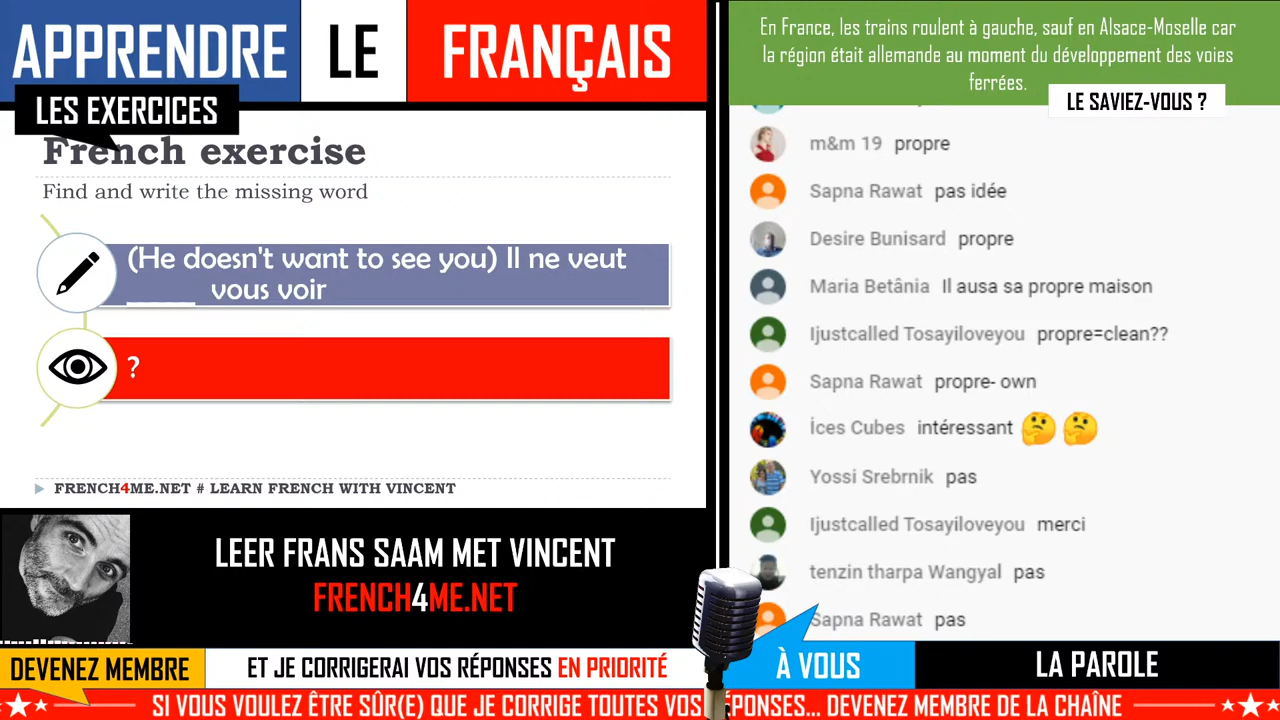 APPRENDRE LE FRANÇAIS
LES EXERCICES
French exercise
Find and write the missing word
(He doesn't want to see you) Il ne veut
_____ vous voir
?
FRENCH4ME.NET # LEARN FRENCH WITH VINCENT
LEER FRANS SAAM MET VINCENT
FRENCH4ME.NET
DEVENEZ MEMBRE
ET JE CORRIGERAI VOS RÉPONSES EN PRIORITÉ
En France, les trains roulent à gauche, sauf en Alsace-Moselle car
la région était allemande au moment du développement des voies
ferrées.
LE SAVIEZ-VOUS ?
m&m 19 propre
Sapna Rawat pas idée
Desire Bunisard propre
Maria Betânia Il ausa sa propre maison
Ijustcalled Tosayiloveyou propre=clean??
Sapna Rawat propre- own
İces Cubes intéressant 🤔 🤔
Yossi Srebrnik pas
Ijustcalled Tosayiloveyou merci
tenzin tharpa Wangyal pas
Sapna Rawat pas
À VOUS
LA PAROLE
SI VOUS VOULEZ ÊTRE SÛR(E) QUE JE CORRIGE TOUTES VOS RÉPONSES... DEVENEZ MEMBRE DE LA CHAÎNE